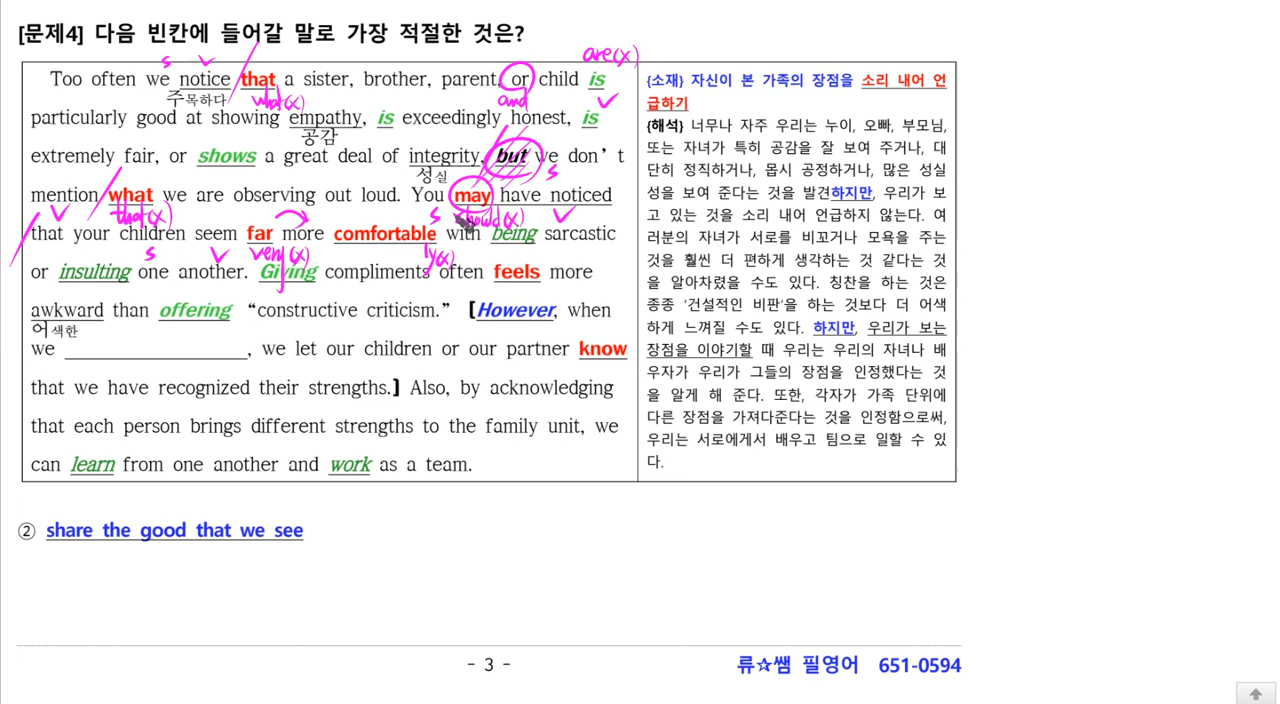 [문제4] 다음 빈칸에 들어갈 말로 가장 적절한 것은?
are(x)
s v
Too often we notice that a sister, brother, parent, or child is
주목하다 what(x) and v
particularly good at showing empathy, is exceedingly honest, is
공감
extremely fair, or shows a great deal of integrity, but we don't
성실 s
mention what we are observing out loud. You may have noticed
v that(x) s should(x) v
that your children seem far more comfortable with being sarcastic
s v very(x) ly(x)
or insulting one another. Giving compliments often feels more
awkward than offering "constructive criticism." [However, when
어색한
we ____________________, we let our children or our partner know
that we have recognized their strengths.] Also, by acknowledging
that each person brings different strengths to the family unit, we
can learn from one another and work as a team.
{소재} 자신이 본 가족의 장점을 소리 내어 언
급하기
{해석} 너무나 자주 우리는 누이, 오빠, 부모님,
또는 자녀가 특히 공감을 잘 보여 주거나, 대
단히 정직하거나, 몹시 공정하거나, 많은 성실
성을 보여 준다는 것을 발견하지만, 우리가 보
고 있는 것을 소리 내어 언급하지 않는다. 여
러분의 자녀가 서로를 비꼬거나 모욕을 주는
것을 훨씬 더 편하게 생각하는 것 같다는 것
을 알아차렸을 수도 있다. 칭찬을 하는 것은
종종 '건설적인 비판'을 하는 것보다 더 어색
하게 느껴질 수도 있다. 하지만, 우리가 보는
장점을 이야기할 때 우리는 우리의 자녀나 배
우자가 우리가 그들의 장점을 인정했다는 것
을 알게 해 준다. 또한, 각자가 가족 단위에
다른 장점을 가져다준다는 것을 인정함으로써,
우리는 서로에게서 배우고 팀으로 일할 수 있
다.
② share the good that we see
- 3 -
류☆쌤 필영어 651-0594